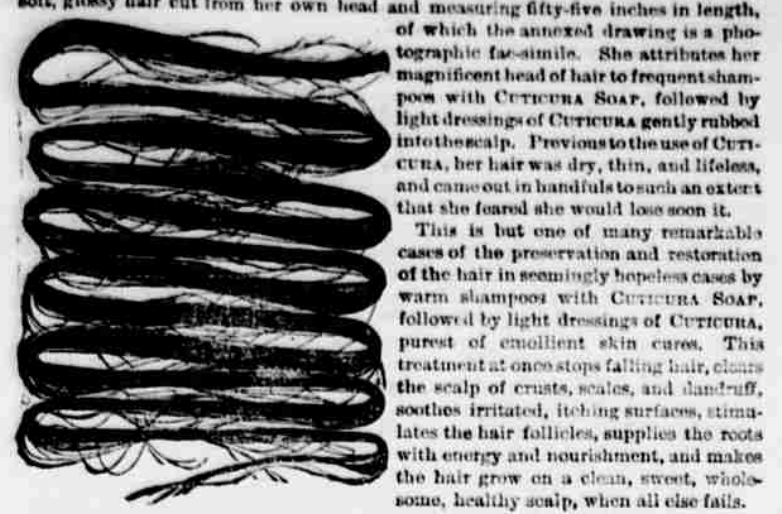 soft, glossy hair cut from her own head and measuring fifty-five inches in length,
of which the annexed drawing is a pho-
tographic fac-simile. She attributes her
magnificent head of hair to frequent sham-
poos with CUTICURA SOAP, followed by
light dressings of CUTICURA gently rubbed
into the scalp. Previous to the use of CUTI-
CURA, her hair was dry, thin, and lifeless,
and came out in handfuls to such an extent
that she feared she would lose soon it.
This is but one of many remarkable
cases of the preservation and restoration
of the hair in seemingly hopeless cases by
warm shampoos with CUTICURA SOAP,
followed by light dressings of CUTICURA,
purest of emollient skin cures. This
treatment at once stops falling hair, clears
the scalp of crusts, scales, and dandruff,
soothes irritated, itching surfaces, stimu-
lates the hair follicles, supplies the roots
with energy and nourishment, and makes
the hair grow on a clean, sweet, whole-
some, healthy scalp, when all else fails.